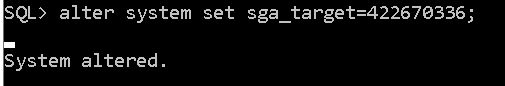 SQL> alter system set sga_target=422670336;
System altered.